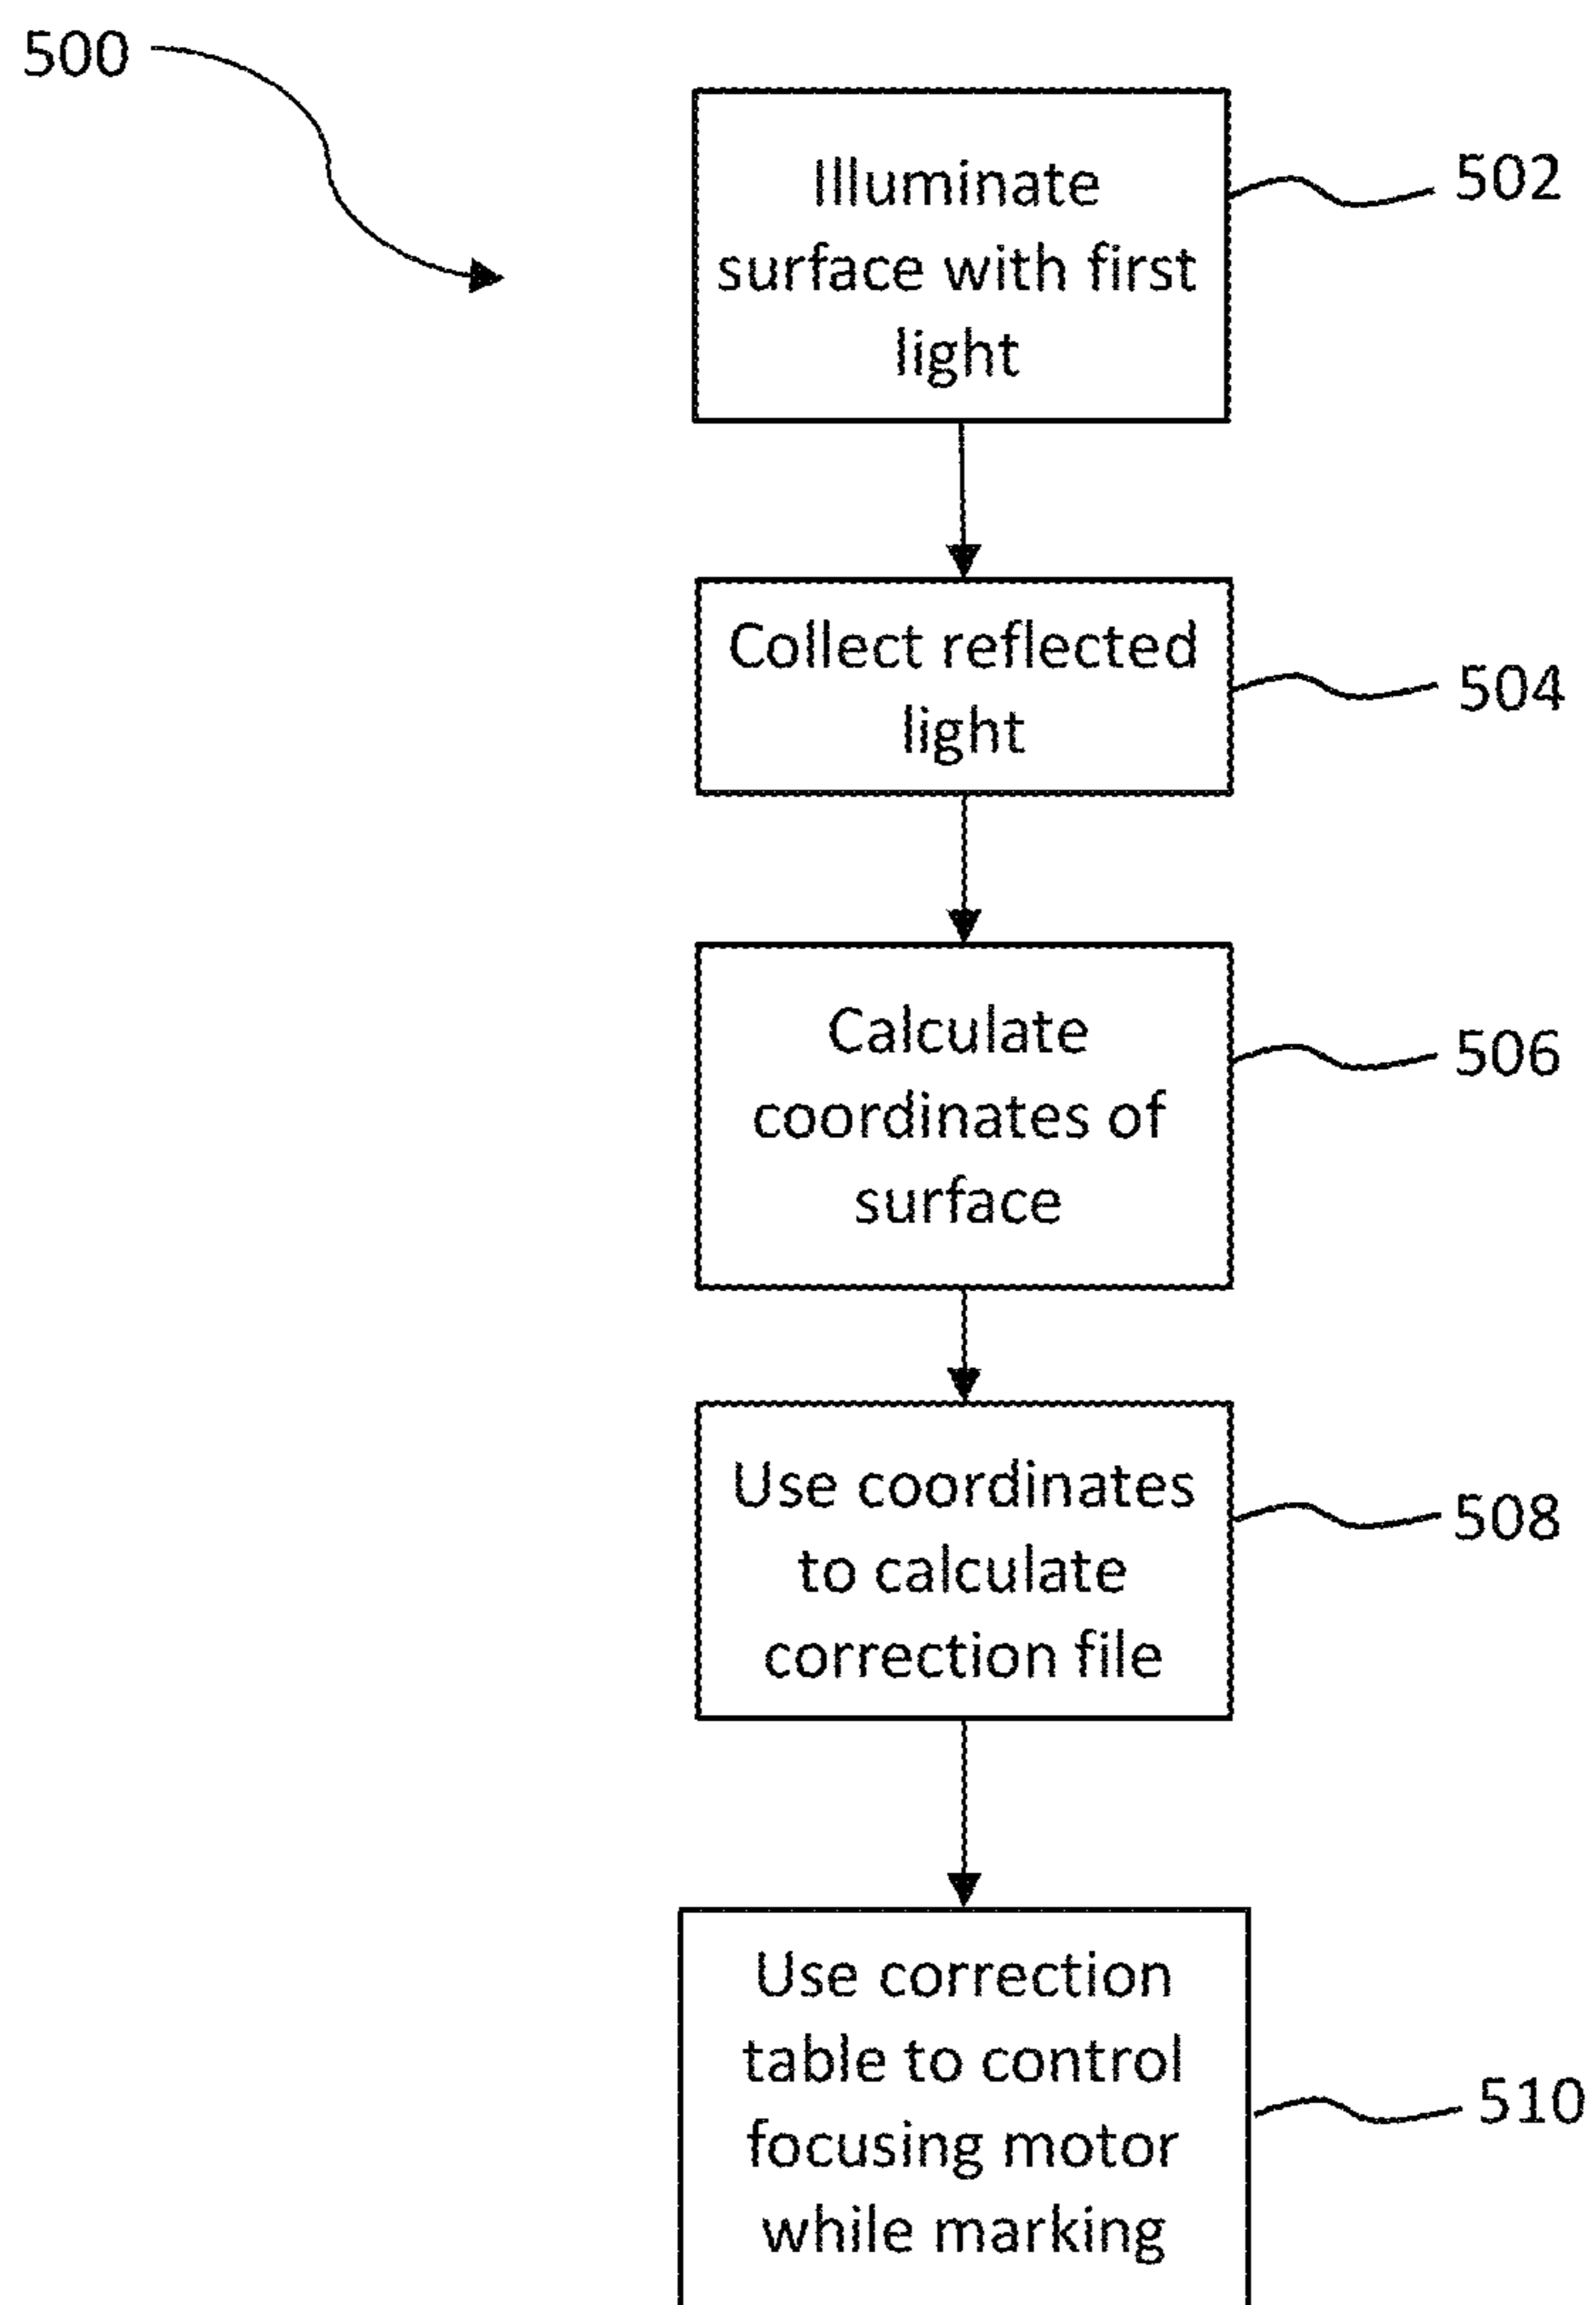 500
Illuminate
surface with first
light
502
Collect reflected
light
504
Calculate
coordinates of
surface
506
Use coordinates
to calculate
correction file
508
Use correction
table to control
focusing motor
while marking
510